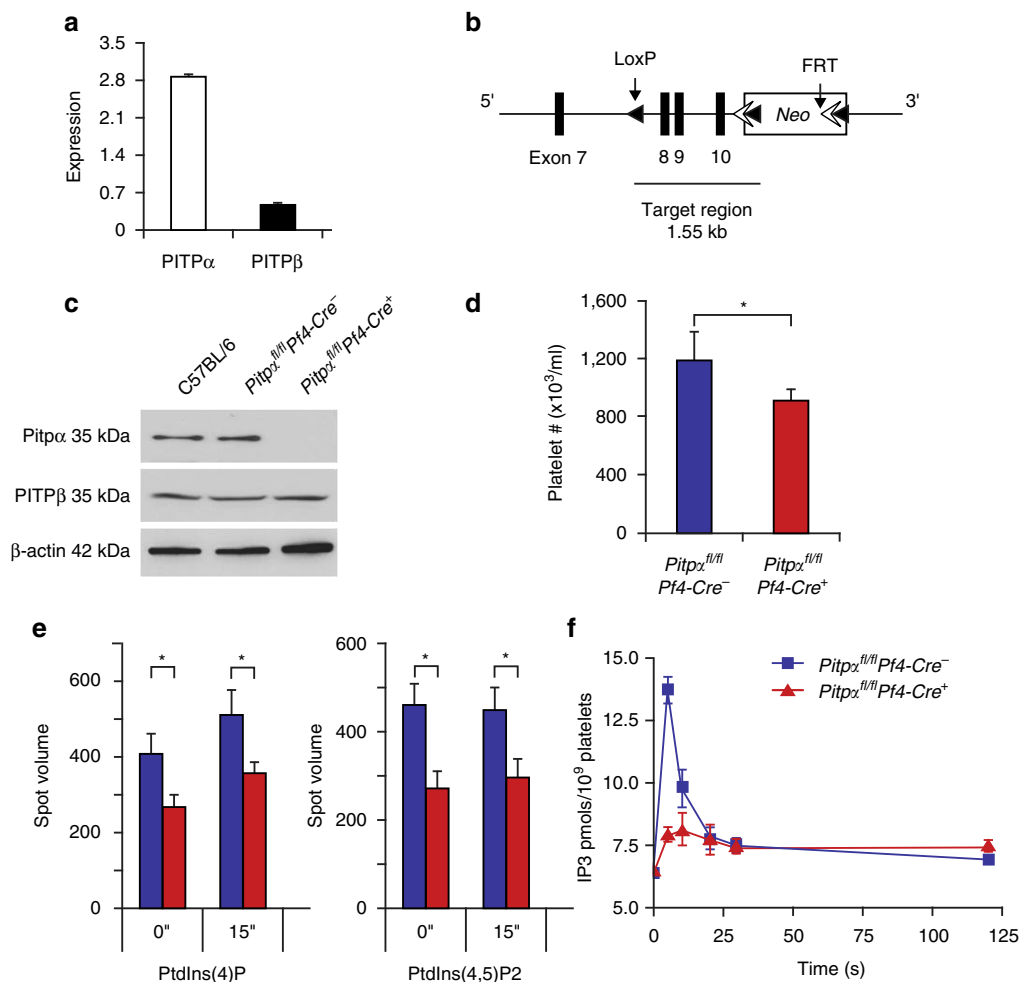 a
3.5
2.8
2.1
1.4
0.7
0
Expression
PITPα
PITPβ
b
LoxP
FRT
5'
3'
Neo
Exon 7
8 9
10
Target region
1.55 kb
c
C57BL/6
Pitpα^fl/fl Pf4-Cre^–
Pitpα^fl/fl Pf4-Cre^+
Pitpα 35 kDa
PITPβ 35 kDa
β-actin 42 kDa
d
1,600
1,200
800
400
0
Platelet # (x10^3/ml)
*
Pitpα^fl/fl
Pf4-Cre^–
Pitpα^fl/fl
Pf4-Cre^+
e
600
400
200
0
Spot volume
*
*
0"
15"
PtdIns(4)P
600
400
200
0
Spot volume
*
*
0"
15"
PtdIns(4,5)P2
f
15.0
12.5
10.0
7.5
5.0
IP3 pmols/10^9 platelets
Pitpα^fl/fl Pf4-Cre^–
Pitpα^fl/fl Pf4-Cre^+
0
25
50
75
100
125
Time (s)